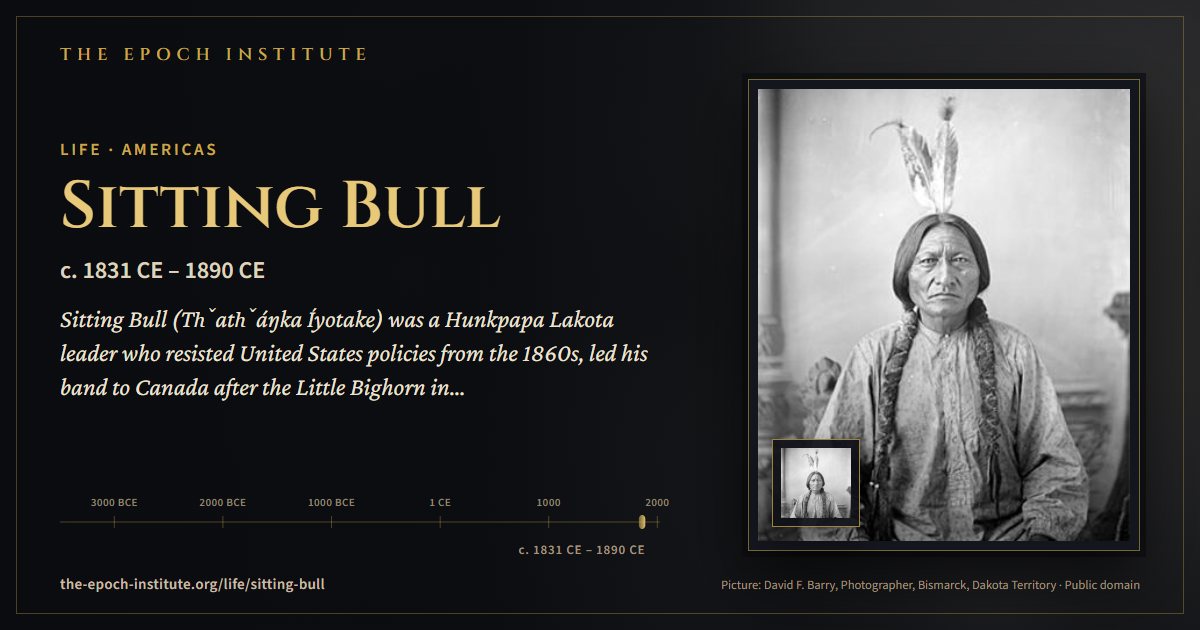 THE EPOCH INSTITUTE
LIFE · AMERICAS
SITTING BULL
c. 1831 CE – 1890 CE
Sitting Bull (Thˇathˇáŋka Íyotake) was a Hunkpapa Lakota
leader who resisted United States policies from the 1860s, led his
band to Canada after the Little Bighorn in...
3000 BCE 2000 BCE 1000 BCE 1 CE 1000 2000
c. 1831 CE – 1890 CE
the-epoch-institute.org/life/sitting-bull
Picture: David F. Barry, Photographer, Bismarck, Dakota Territory · Public domain